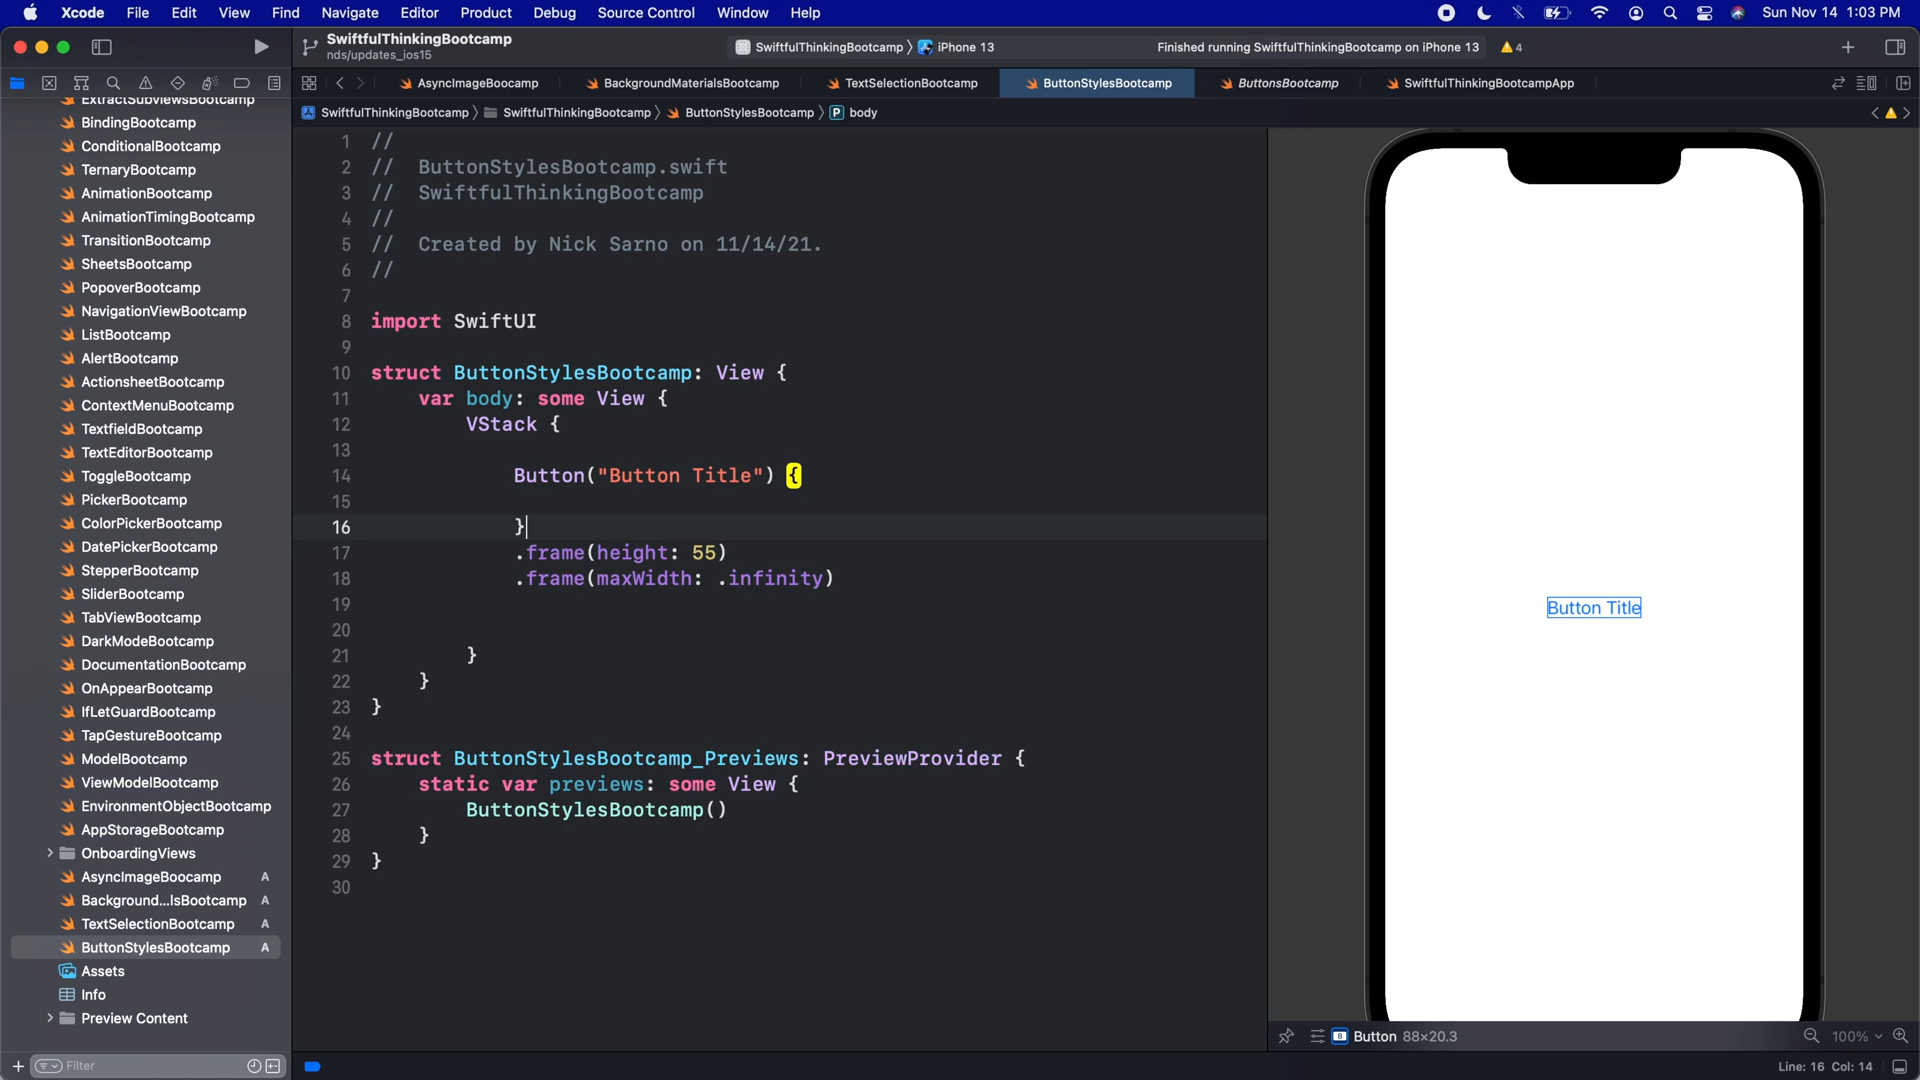 Xcode File Edit View Find Navigate Editor Product Debug Source Control Window Help Sun Nov 14 1:03 PM
SwiftfulThinkingBootcamp
nds/updates_ios15
SwiftfulThinkingBootcamp iPhone 13 Finished running SwiftfulThinkingBootcamp on iPhone 13 4
AsyncImageBoocamp BackgroundMaterialsBootcamp TextSelectionBootcamp ButtonStylesBootcamp ButtonsBootcamp SwiftfulThinkingBootcampApp
SwiftfulThinkingBootcamp SwiftfulThinkingBootcamp ButtonStylesBootcamp P body
ExtractSubviewsBootcamp
BindingBootcamp
ConditionalBootcamp
TernaryBootcamp
AnimationBootcamp
AnimationTimingBootcamp
TransitionBootcamp
SheetsBootcamp
PopoverBootcamp
NavigationViewBootcamp
ListBootcamp
AlertBootcamp
ActionsheetBootcamp
ContextMenuBootcamp
TextfieldBootcamp
TextEditorBootcamp
ToggleBootcamp
PickerBootcamp
ColorPickerBootcamp
DatePickerBootcamp
StepperBootcamp
SliderBootcamp
TabViewBootcamp
DarkModeBootcamp
DocumentationBootcamp
OnAppearBootcamp
IfLetGuardBootcamp
TapGestureBootcamp
ModelBootcamp
ViewModelBootcamp
EnvironmentObjectBootcamp
AppStorageBootcamp
OnboardingViews
AsyncImageBoocamp A
Background...lsBootcamp A
TextSelectionBootcamp A
ButtonStylesBootcamp A
Assets
Info
Preview Content
Filter
1 //
2 // ButtonStylesBootcamp.swift
3 // SwiftfulThinkingBootcamp
4 //
5 // Created by Nick Sarno on 11/14/21.
6 //
7
8 import SwiftUI
9
10 struct ButtonStylesBootcamp: View {
11 var body: some View {
12 VStack {
13
14 Button("Button Title") {
15
16 }
17 .frame(height: 55)
18 .frame(maxWidth: .infinity)
19
20
21 }
22 }
23 }
24
25 struct ButtonStylesBootcamp_Previews: PreviewProvider {
26 static var previews: some View {
27 ButtonStylesBootcamp()
28 }
29 }
30
Button Title
B Button 88×20.3 100%
Line: 16 Col: 14